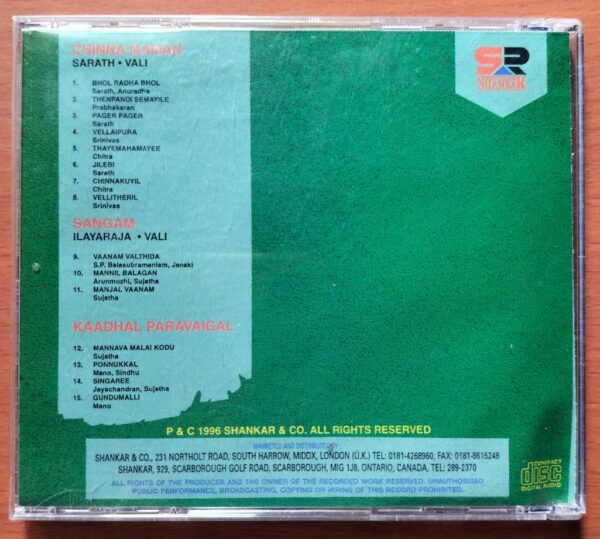 CHINNA MANAN
SARATH • VALI
1. BHOL RADHA BHOL
Sarath, Anuradha
2. THENPANDI SEMAYILE
Prabhakaran
3. PAGER PAGER
Sarath
4. VELLAIPURA
Srinivas
5. THAYEMAHAMAYEE
Chitra
6. JILEBI
Sarath
7. CHINNAKUYIL
Chitra
8. VELLITHERIL
Srinivas
SANGAM
ILAYARAJA • VALI
9. VAANAM VALTHIDA
S.P. Balasubramaniam, Janaki
10. MANNIL BALAGAN
Arunmozhi, Sujatha
11. MANJAL VAANAM
Sujatha
KAADHAL PARAVAIGAL
12. MANNAVA MALAI KODU
Sujatha
13. PONNUKKAL
Mano, Sindhu
14. SINGAREE
Jayachandran, Sujatha
15. GUNDUMALLI
Mano
SR
SHANKAR
P & C 1996 SHANKAR & CO. ALL RIGHTS RESERVED
MARKETED AND DISTRIBUTED BY
SHANKAR & CO., 231 NORTHOLT ROAD, SOUTH HARROW, MIDDX, LONDON (U.K.) TEL: 0181-4268960, FAX: 0181-8615248
SHANKAR, 929, SCARBOROUGH GOLF ROAD, SCARBOROUGH, MIG 1J8, ONTARIO, CANADA, TEL: 289-2370
ALL RIGHTS OF THE PRODUCER AND THE OWNER OF THE RECORDED WORK RESERVED. UNAUTHORISED
PUBLIC PERFORMANCE, BROADCASTING, COPYING OR HIRING OF THIS RECORD PROHIBITED.
COMPACT
disc
DIGITAL AUDIO